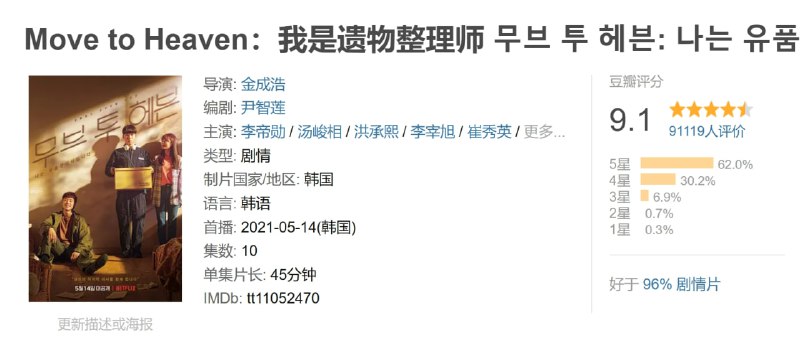 Move to Heaven：我是遗物整理师 무브 투 헤븐: 나는 유품
무브 투 헤븐
5월 14일 공개 | NETFLIX
更新描述或海报
导演: 金成浩
编剧: 尹智莲
主演: 李帝勋 / 汤峻相 / 洪承熙 / 李宰旭 / 崔秀英 / 更多...
类型: 剧情
制片国家/地区: 韩国
语言: 韩语
首播: 2021-05-14(韩国)
集数: 10
单集片长: 45分钟
IMDb: tt11052470
豆瓣评分
9.1
91119人评价
5星 62.0%
4星 30.2%
3星 6.9%
2星 0.7%
1星 0.3%
好于 96% 剧情片